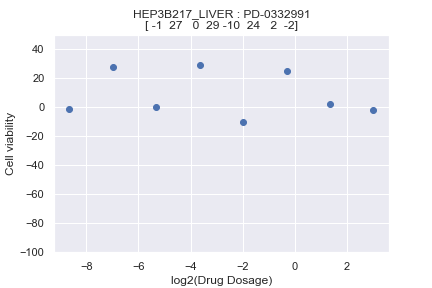 HEP3B217_LIVER : PD-0332991
[ -1 27 0 29 -10 24 2 -2]
Cell viability
40
20
0
−20
−40
−60
−80
−100
−8 −6 −4 −2 0 2
log2(Drug Dosage)